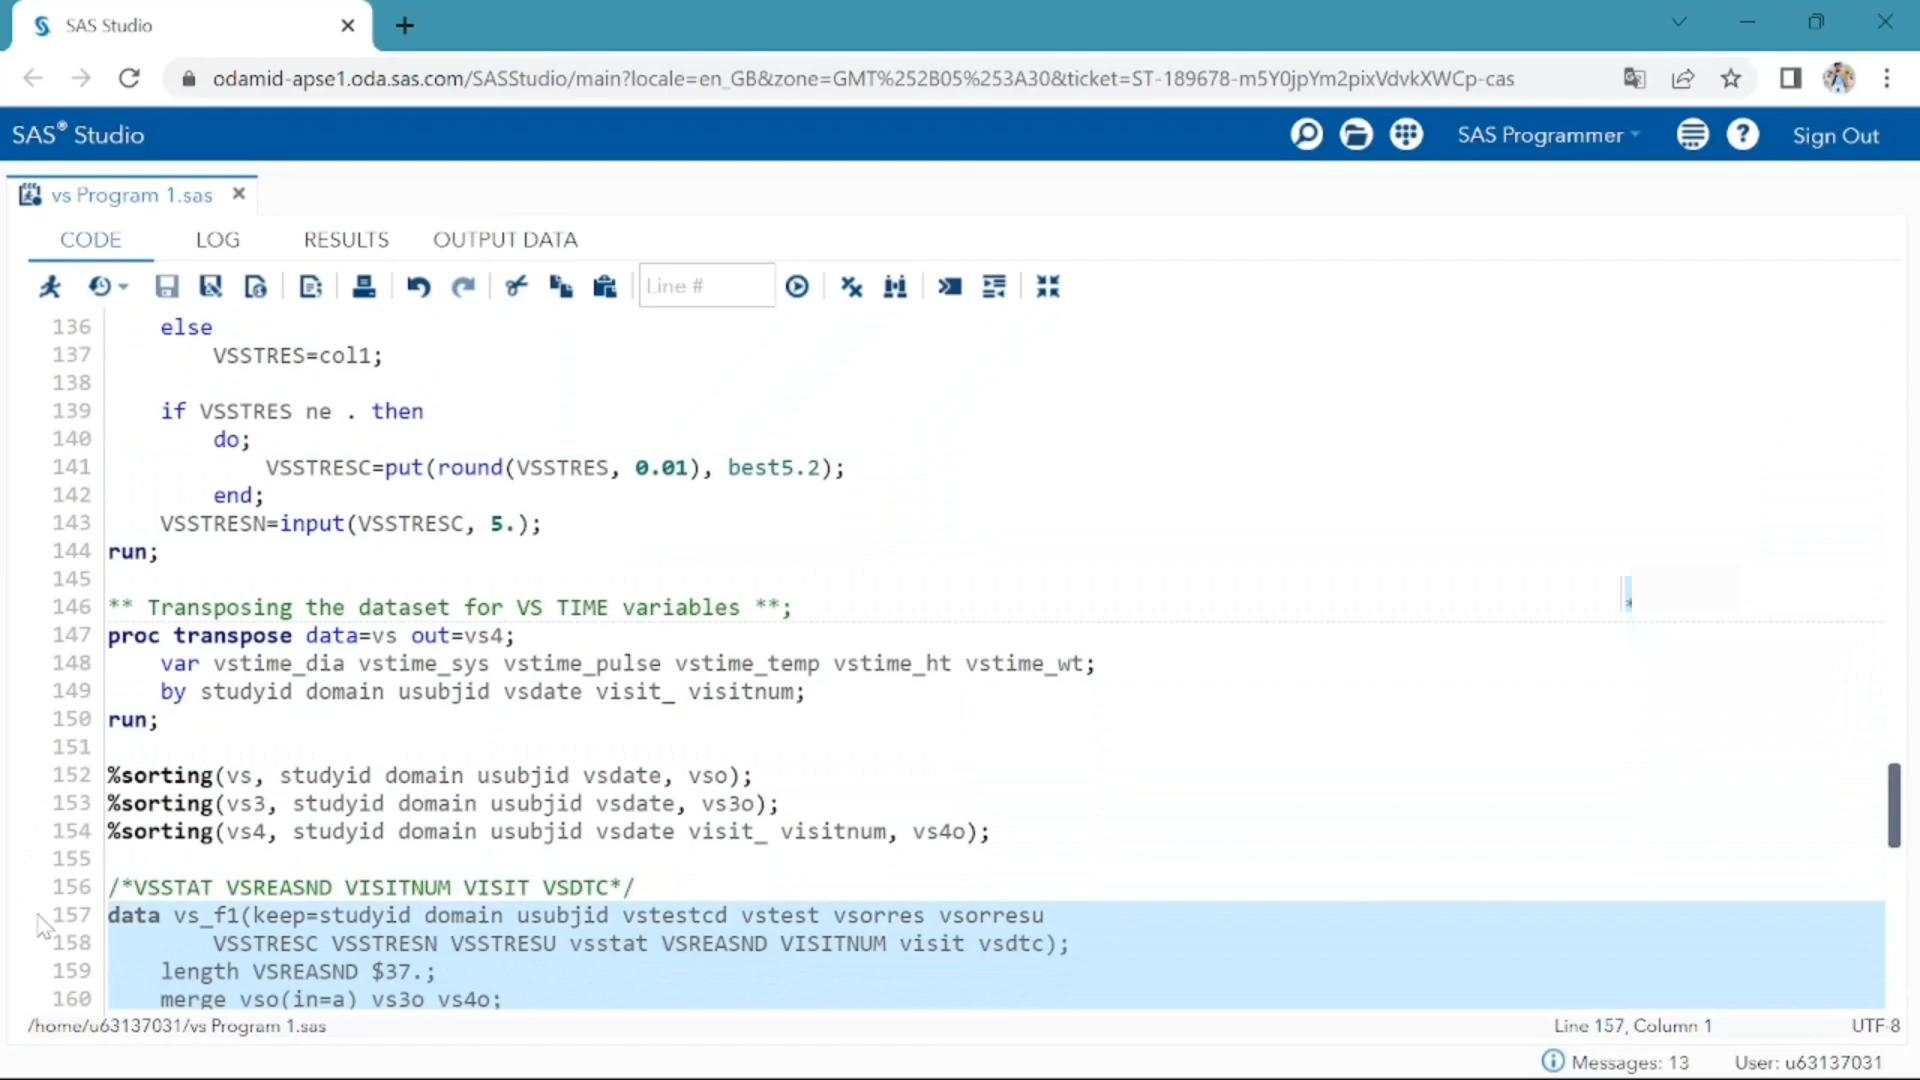 SAS Studio
odamid-apse1.oda.sas.com/SASStudio/main?locale=en_GB&zone=GMT%252B05%253A30&ticket=ST-189678-m5Y0jpYm2pixVdvkXWCp-cas
SAS® Studio
SAS Programmer
Sign Out
vs Program 1.sas
CODE LOG RESULTS OUTPUT DATA
Line #
136 else
137 VSSTRES=col1;
138
139 if VSSTRES ne . then
140 do;
141 VSSTRESC=put(round(VSSTRES, 0.01), best5.2);
142 end;
143 VSSTRESN=input(VSSTRESC, 5.);
144 run;
145
146 ** Transposing the dataset for VS TIME variables **;
147 proc transpose data=vs out=vs4;
148 var vstime_dia vstime_sys vstime_pulse vstime_temp vstime_ht vstime_wt;
149 by studyid domain usubjid vsdate visit_ visitnum;
150 run;
151
152 %sorting(vs, studyid domain usubjid vsdate, vso);
153 %sorting(vs3, studyid domain usubjid vsdate, vs3o);
154 %sorting(vs4, studyid domain usubjid vsdate visit_ visitnum, vs4o);
155
156 /*VSSTAT VSREASND VISITNUM VISIT VSDTC*/
157 data vs_f1(keep=studyid domain usubjid vstestcd vstest vsorres vsorresu
158 VSSTRESC VSSTRESN VSSTRESU vsstat VSREASND VISITNUM visit vsdtc);
159 length VSREASND $37.;
160 merge vso(in=a) vs3o vs4o;
/home/u63137031/vs Program 1.sas
Line 157, Column 1
UTF-8
Messages: 13
User: u63137031